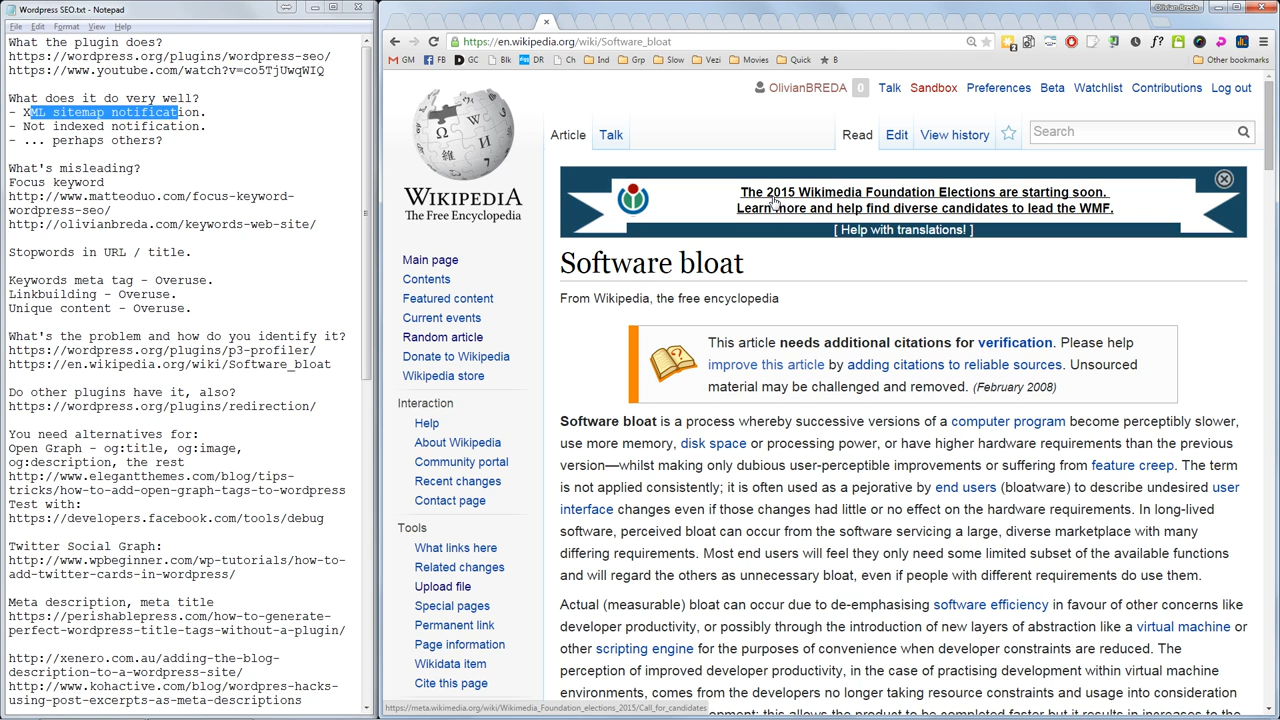 Wordpress SEO.txt - Notepad
File Edit Format View Help
What the plugin does?
https://wordpress.org/plugins/wordpress-seo/
https://www.youtube.com/watch?v=co5TjUwqWIQ
What does it do very well?
- XML sitemap notification.
- Not indexed notification.
- ... perhaps others?
What's misleading?
Focus keyword
http://www.matteoduo.com/focus-keyword-
wordpress-seo/
http://olivianbreda.com/keywords-web-site/
Stopwords in URL / title.
Keywords meta tag - Overuse.
Linkbuilding - Overuse.
Unique content - Overuse.
What's the problem and how do you identify it?
https://wordpress.org/plugins/p3-profiler/
https://en.wikipedia.org/wiki/Software_bloat
Do other plugins have it, also?
https://wordpress.org/plugins/redirection/
You need alternatives for:
Open Graph - og:title, og:image,
og:description, the rest
http://www.elegantthemes.com/blog/tips-
tricks/how-to-add-open-graph-tags-to-wordpress
Test with:
https://developers.facebook.com/tools/debug
Twitter Social Graph:
http://www.wpbeginner.com/wp-tutorials/how-to-
add-twitter-cards-in-wordpress/
Meta description, meta title
https://perishablepress.com/how-to-generate-
perfect-wordpress-title-tags-without-a-plugin/
http://xenero.com.au/adding-the-blog-
description-to-a-wordpress-site/
http://www.kohactive.com/blog/wordpres-hacks-
using-post-excerpts-as-meta-descriptions
Olivian Breda
https://en.wikipedia.org/wiki/Software_bloat
GM FB GC Blk DR Ch Ind Grp Slow Vezi Movies Quick B Other bookmarks
OlivianBREDA 0 Talk Sandbox Preferences Beta Watchlist Contributions Log out
Article Talk Read Edit View history Search
WIKIPEDIA
The Free Encyclopedia
Main page
Contents
Featured content
Current events
Random article
Donate to Wikipedia
Wikipedia store
Interaction
Help
About Wikipedia
Community portal
Recent changes
Contact page
Tools
What links here
Related changes
Upload file
Special pages
Permanent link
Page information
Wikidata item
Cite this page
The 2015 Wikimedia Foundation Elections are starting soon.
Learn more and help find diverse candidates to lead the WMF.
[ Help with translations! ]
Software bloat
From Wikipedia, the free encyclopedia
This article needs additional citations for verification. Please help
improve this article by adding citations to reliable sources. Unsourced
material may be challenged and removed. (February 2008)
Software bloat is a process whereby successive versions of a computer program become perceptibly slower,
use more memory, disk space or processing power, or have higher hardware requirements than the previous
version—whilst making only dubious user-perceptible improvements or suffering from feature creep. The term
is not applied consistently; it is often used as a pejorative by end users (bloatware) to describe undesired user
interface changes even if those changes had little or no effect on the hardware requirements. In long-lived
software, perceived bloat can occur from the software servicing a large, diverse marketplace with many
differing requirements. Most end users will feel they only need some limited subset of the available functions
and will regard the others as unnecessary bloat, even if people with different requirements do use them.
Actual (measurable) bloat can occur due to de-emphasising software efficiency in favour of other concerns like
developer productivity, or possibly through the introduction of new layers of abstraction like a virtual machine or
other scripting engine for the purposes of convenience when developer constraints are reduced. The
perception of improved developer productivity, in the case of practising development within virtual machine
environments, comes from the developers no longer taking resource constraints and usage into consideration
https://meta.wikimedia.org/wiki/Wikimedia_Foundation_elections_2015/Call_for_candidates